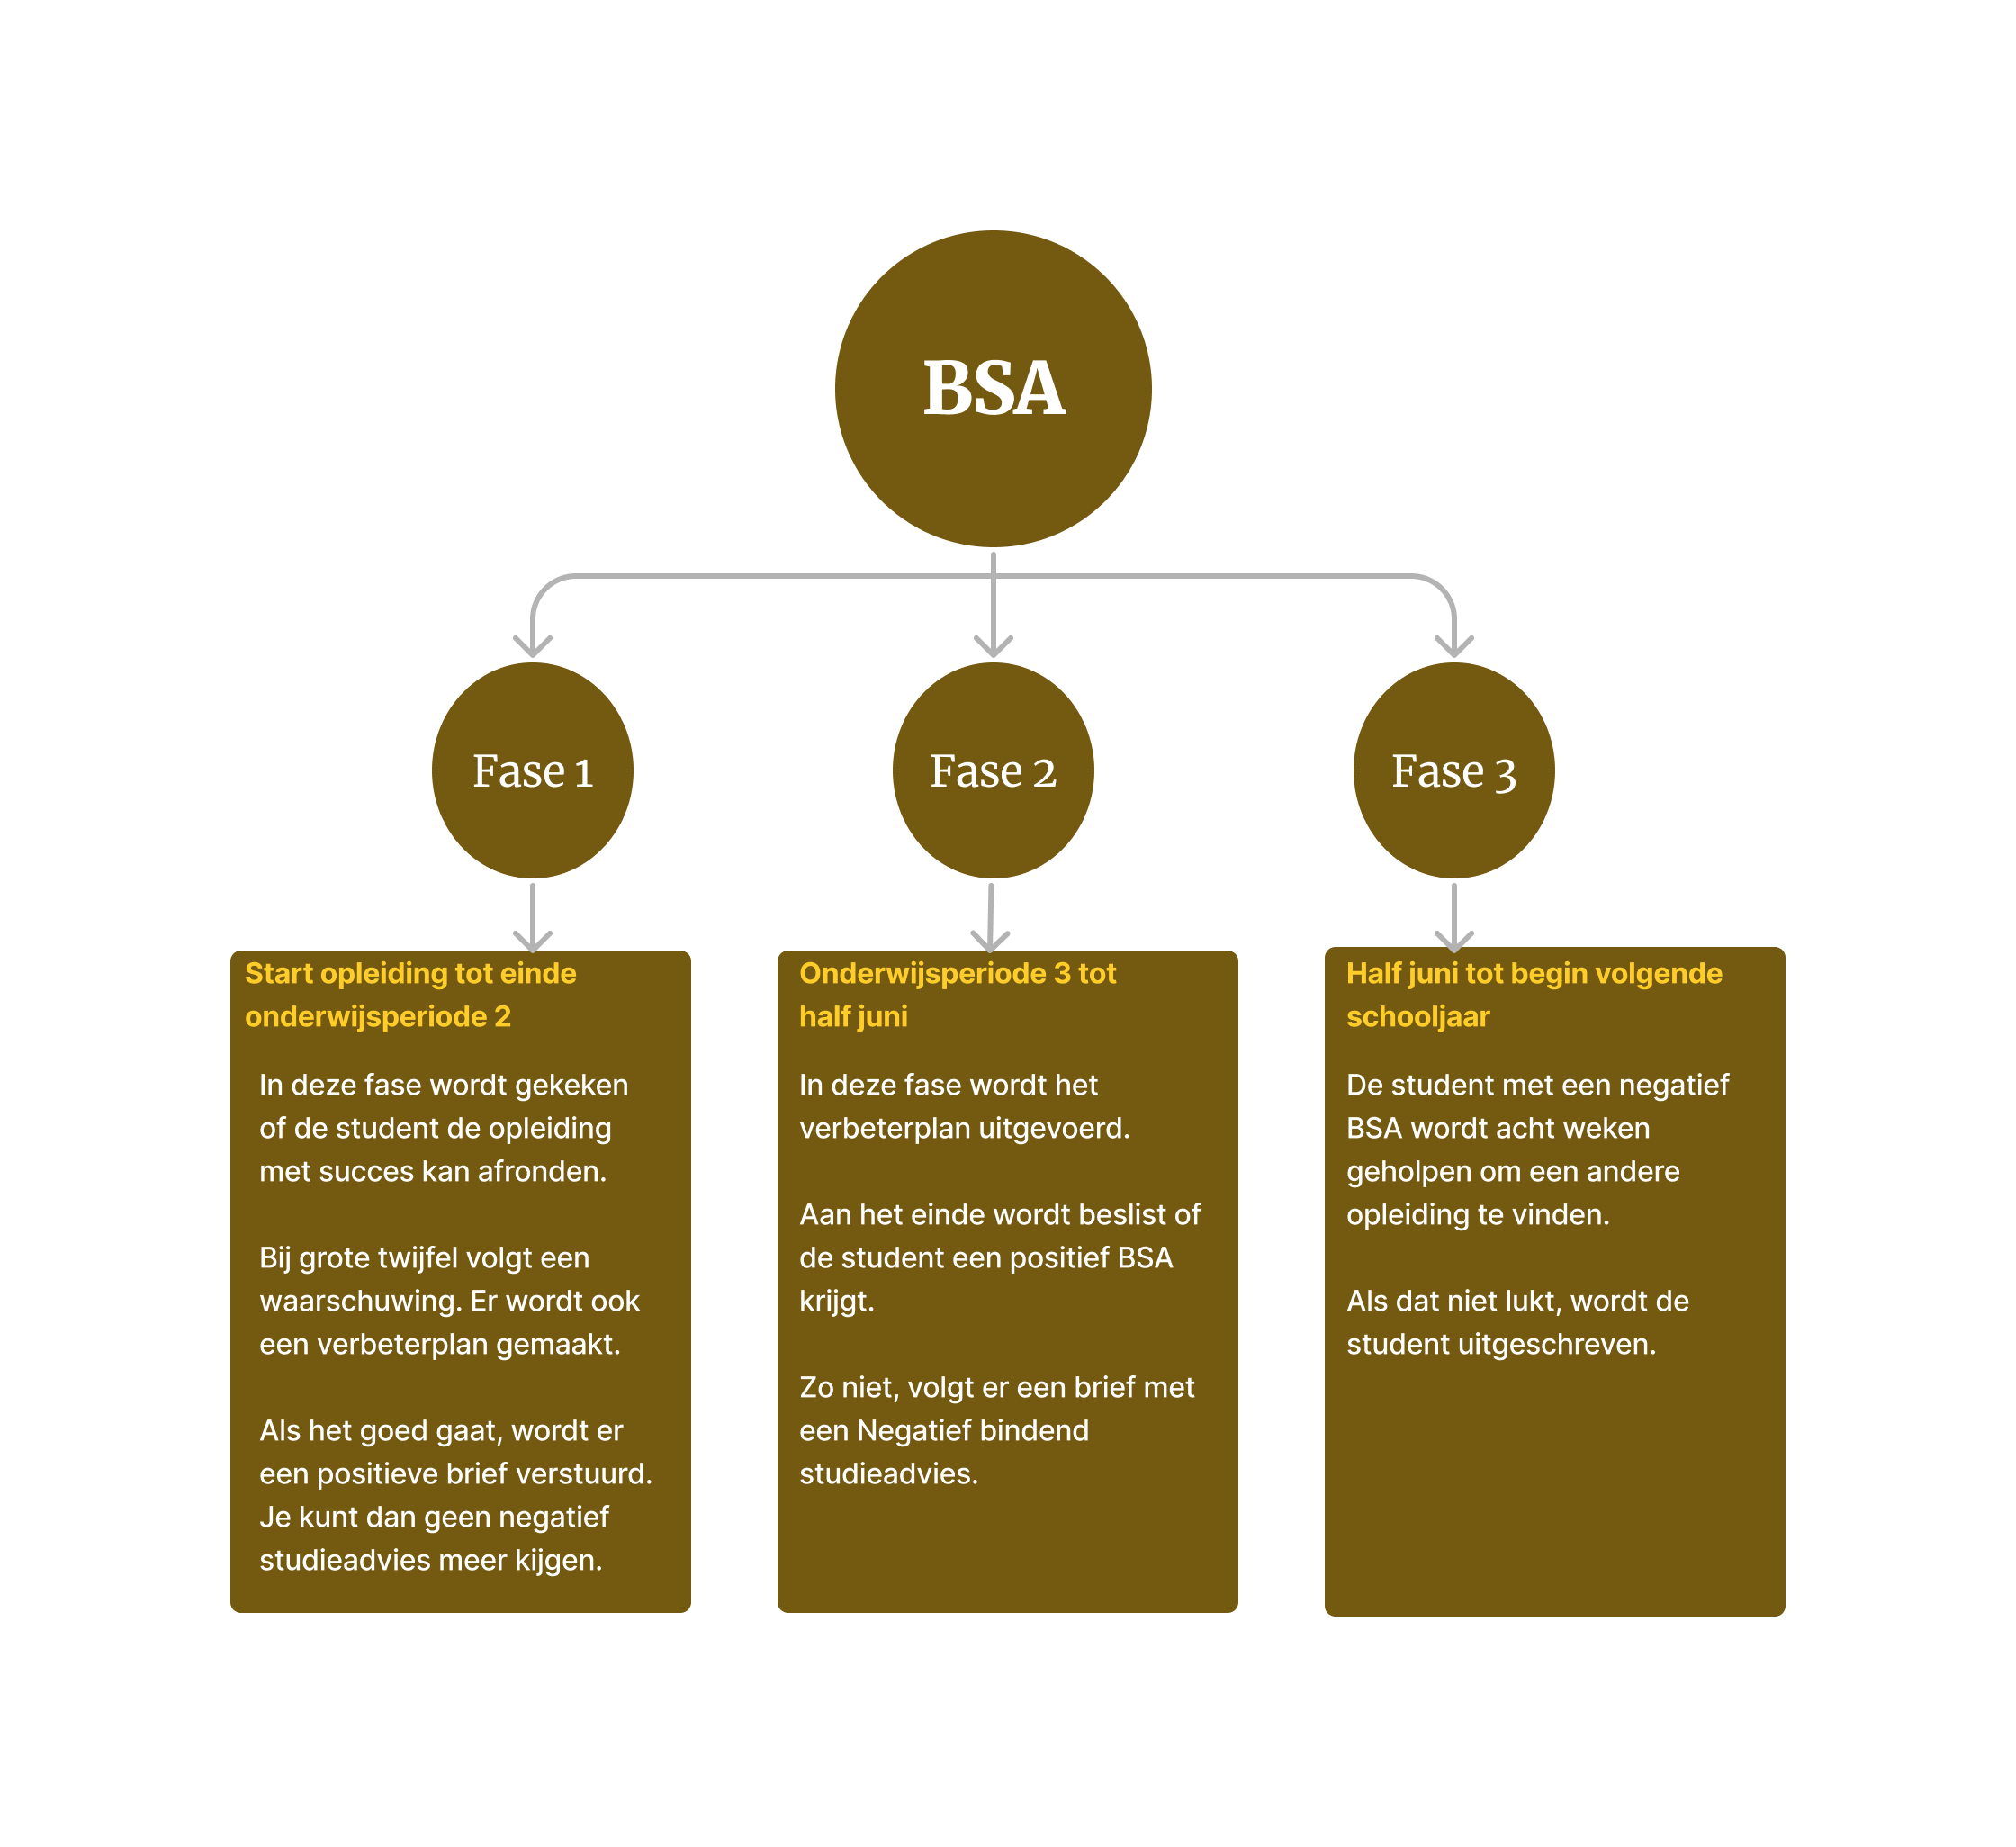 BSA
Fase 1
Fase 2
Fase 3
Start opleiding tot einde
onderwijsperiode 2
In deze fase wordt gekeken
of de student de opleiding
met succes kan afronden.
Bij grote twijfel volgt een
waarschuwing. Er wordt ook
een verbeterplan gemaakt.
Als het goed gaat, wordt er
een positieve brief verstuurd.
Je kunt dan geen negatief
studieadvies meer kijgen.
Onderwijsperiode 3 tot
half juni
In deze fase wordt het
verbeterplan uitgevoerd.
Aan het einde wordt beslist of
de student een positief BSA
krijgt.
Zo niet, volgt er een brief met
een Negatief bindend
studieadvies.
Half juni tot begin volgende
schooljaar
De student met een negatief
BSA wordt acht weken
geholpen om een andere
opleiding te vinden.
Als dat niet lukt, wordt de
student uitgeschreven.